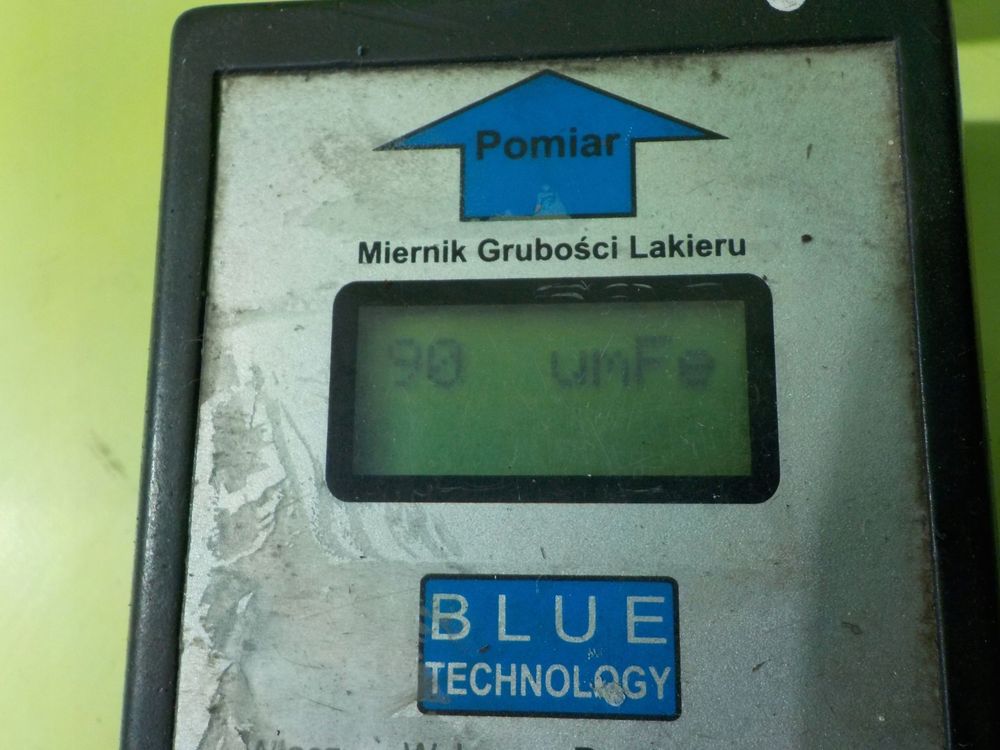 Pomiar
Miernik Grubości Lakieru
90 umFe
BLUE
TECHNOLOGY